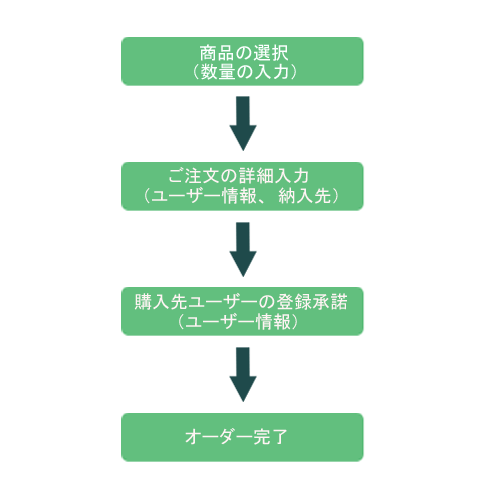 商品の選択
(数量の入力)
ご注文の詳細入力
(ユーザー情報、納入先)
購入先ユーザーの登録承諾
(ユーザー情報)
オーダー完了